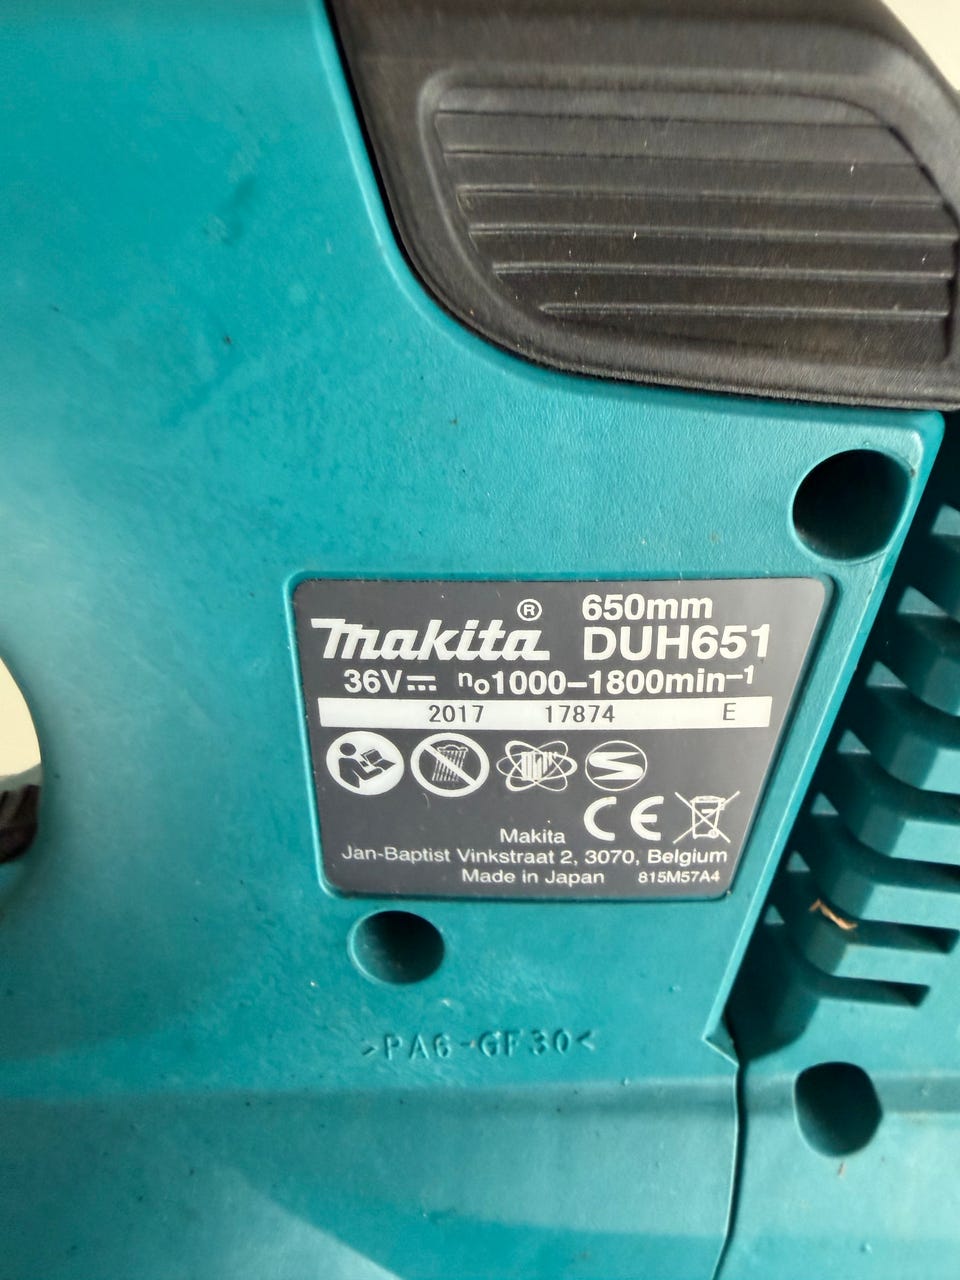 makita® 650mm
DUH651
36V⎓ n₀1000–1800min⁻¹
2017 17874 E
CE
Makita
Jan-Baptist Vinkstraat 2, 3070, Belgium
Made in Japan 815M57A4
>PA6-GF30<